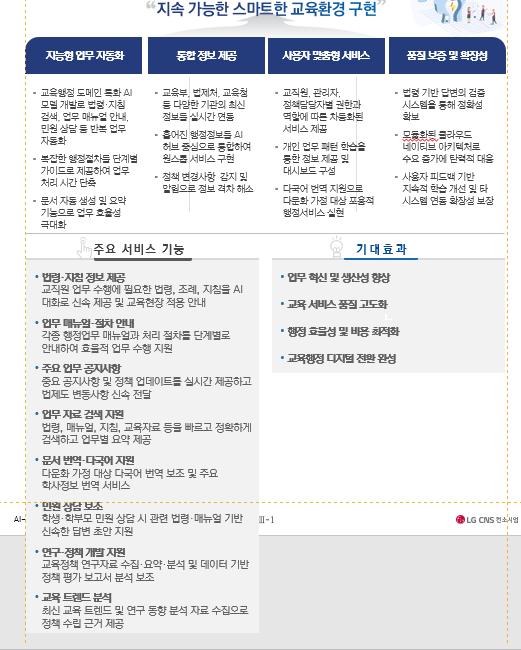 “지속 가능한 스마트한 교육환경 구현”
지능형 업무 자동화
- 교육행정 도메인 특화 AI
모델 개발로 법령·지침
검색, 업무 매뉴얼 안내,
민원 상담 등 반복 업무
자동화
- 복잡한 행정절차를 단계별
가이드로 제공하여 업무
처리 시간 단축
- 문서 자동 생성 및 요약
기능으로 업무 효율성
극대화
통합 정보 제공
- 교육부, 법제처, 교육청
등 다양한 기관의 최신
정보를 실시간 연동
- 흩어진 행정정보를 AI
허브 중심으로 통합하여
원스톱 서비스 구현
- 정책 변경사항 감지 및
알림으로 정보 격차 해소
사용자 맞춤형 서비스
- 교직원, 관리자,
정책담당자별 권한과
역할에 따른 차등화된
서비스 제공
- 개인 업무 패턴 학습을
통한 정보 제공 및
대시보드 구성
- 다국어 번역 지원으로
다문화 가정 대상 포용적
행정서비스 실현
품질 보증 및 확장성
- 법령 기반 답변의 검증
시스템을 통해 정확성
확보
- 모듈화된 클라우드
네이티브 아키텍처로
수요 증가에 탄력적 대응
- 사용자 피드백 기반
지속적 학습 개선 및 타
시스템 연동 확장성 보장
주요 서비스 기능
• 법령·지침 정보 제공
교직원 업무 수행에 필요한 법령, 조례, 지침을 AI
대화로 신속 제공 및 교육현장 적용 안내
• 업무 매뉴얼·절차 안내
각종 행정업무 매뉴얼과 처리 절차를 단계별로
안내하여 효율적 업무 수행 지원
• 주요 업무 공지사항
중요 공지사항 및 정책 업데이트를 실시간 제공하고
법제도 변동사항 신속 전달
• 업무 자료 검색 지원
법령, 매뉴얼, 지침, 교육자료 등을 빠르고 정확하게
검색하고 업무별 요약 제공
• 문서 번역·다국어 지원
다문화 가정 대상 다국어 번역 보조 및 주요
학사정보 번역 서비스
• 민원 상담 보조
학생·학부모 민원 상담 시 관련 법령·매뉴얼 기반
신속한 답변 초안 지원
• 연구·정책 개발 지원
교육정책 연구자료 수집·요약·분석 및 데이터 기반
정책 평가 보고서 분석 보조
• 교육 트렌드 분석
최신 교육 트렌드 및 연구 동향 분석 자료 수집으로
정책 수립 근거 제공
기대효과
• 업무 혁신 및 생산성 향상
• 교육 서비스 품질 고도화
• 행정 효율성 및 비용 최적화
• 교육행정 디지털 전환 완성
AI-
III-1
LG CNS 컨소시엄